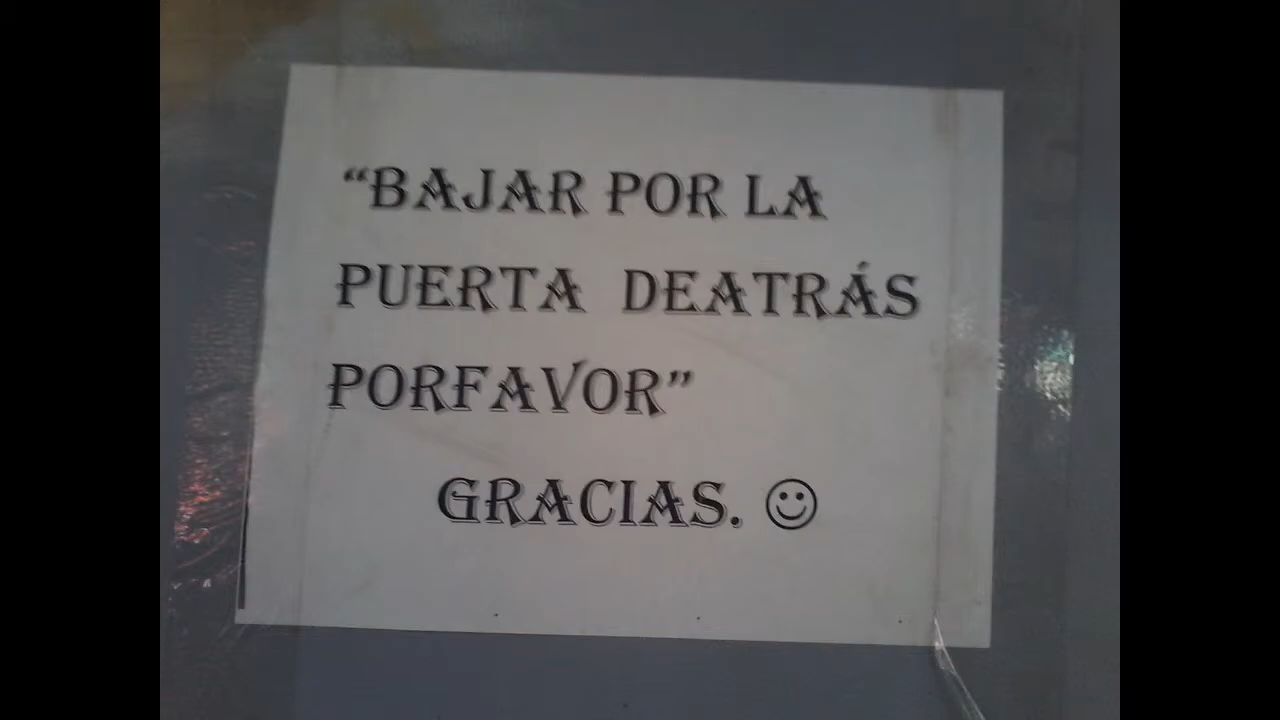 “BAJAR POR LA
PUERTA DEATRÁS
PORFAVOR”
GRACIAS. ☺